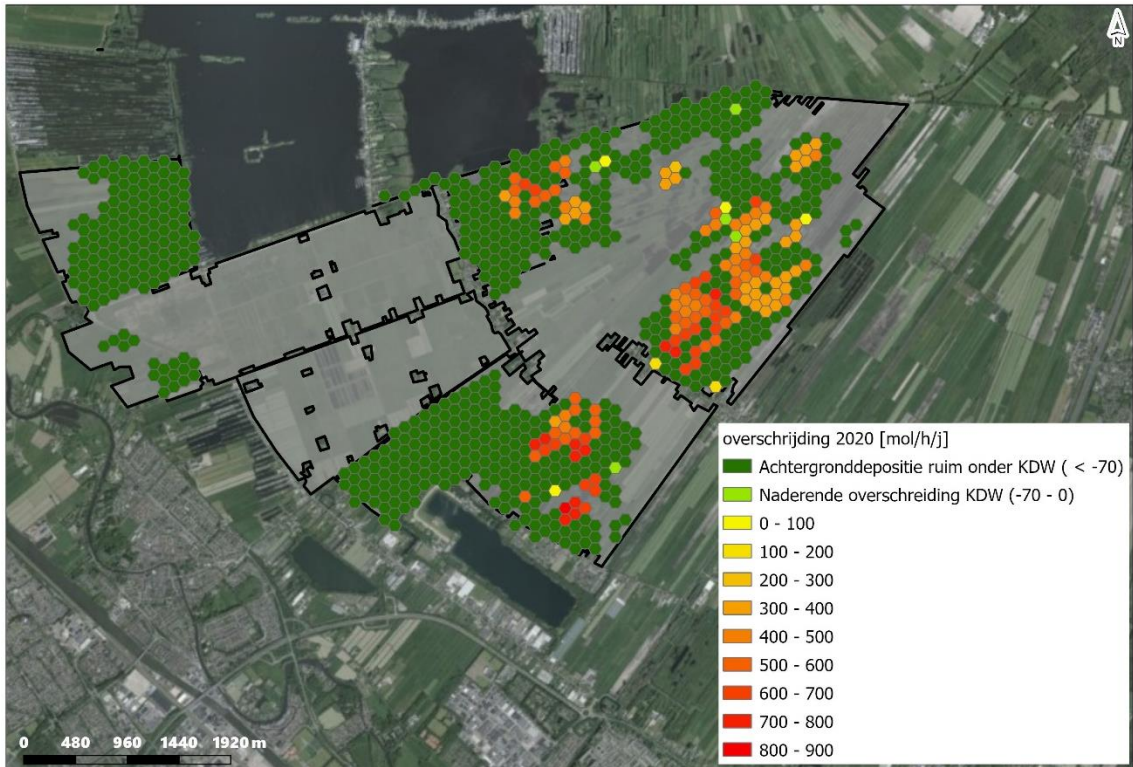 N
overschrijding 2020 [mol/h/j]
Achtergronddepositie ruim onder KDW ( < -70)
Naderende overschreiding KDW (-70 - 0)
0 - 100
100 - 200
200 - 300
300 - 400
400 - 500
500 - 600
600 - 700
700 - 800
800 - 900
0 480 960 1440 1920 m